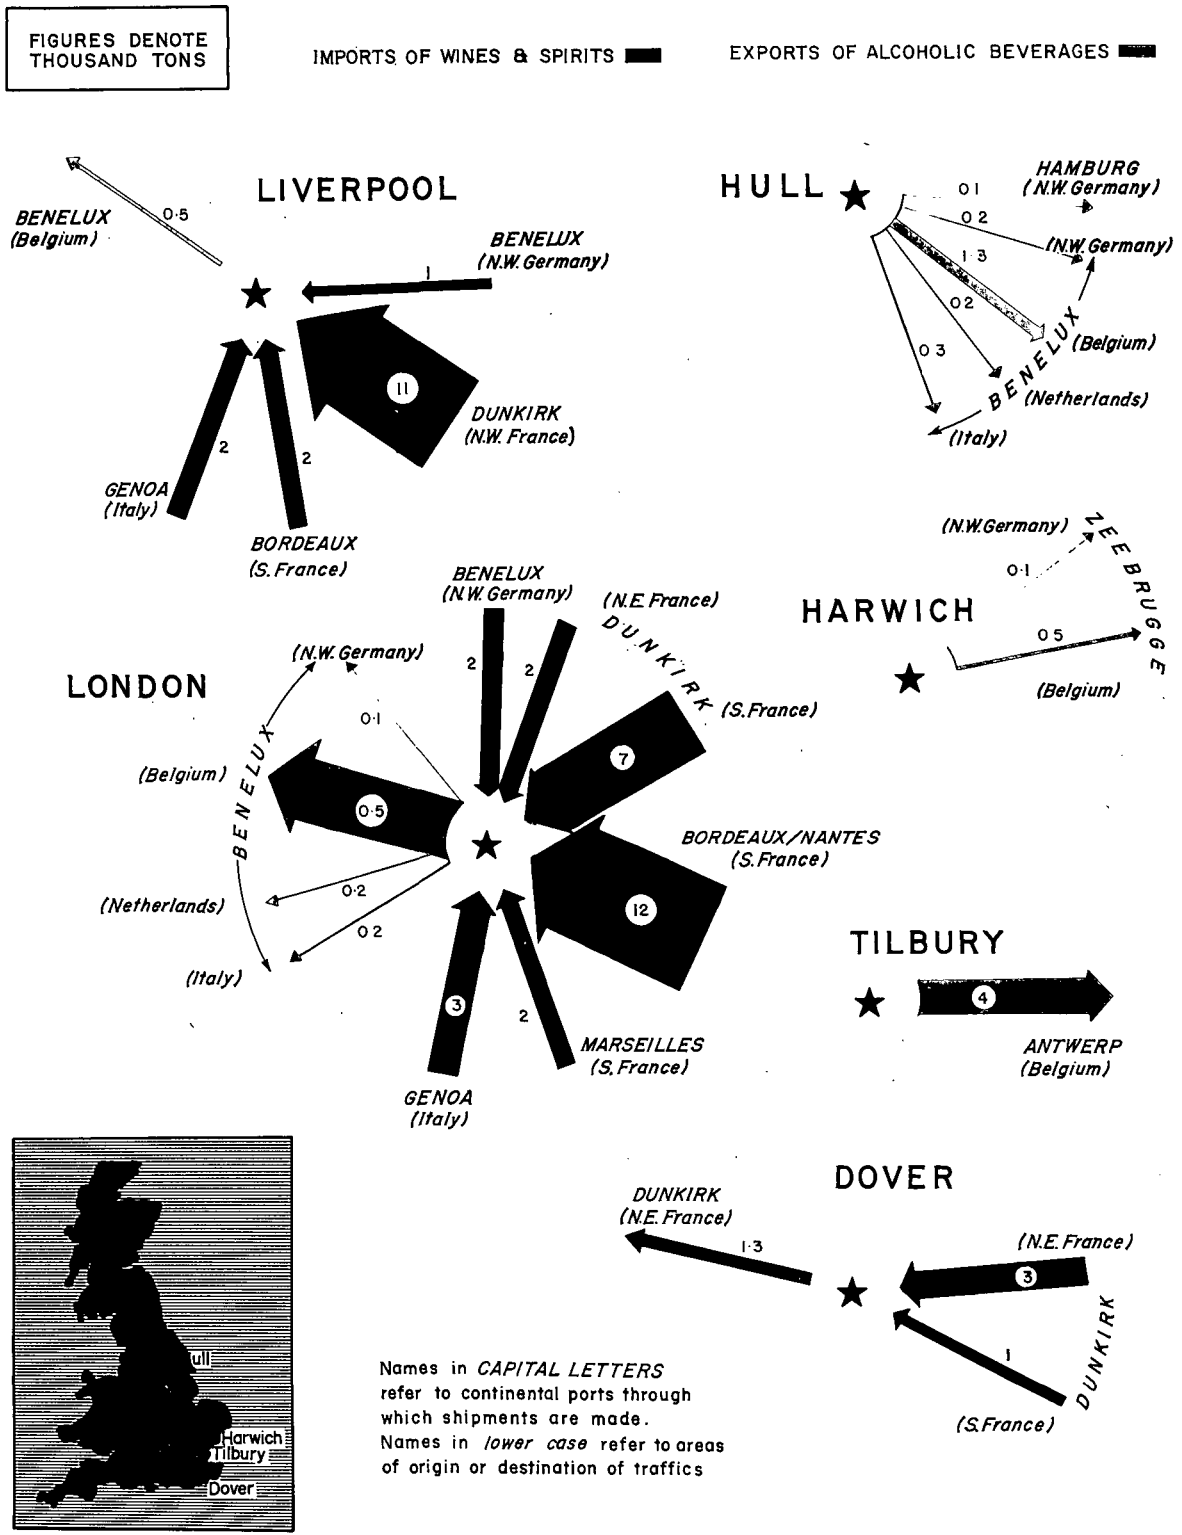 FIGURES DENOTE
THOUSAND TONS
IMPORTS OF WINES & SPIRITS
EXPORTS OF ALCOHOLIC BEVERAGES
LIVERPOOL
BENELUX
(Belgium)
0·5
BENELUX
(N.W. Germany)
1
11
DUNKIRK
(N.W. France)
2
GENOA
(Italy)
2
BORDEAUX
(S. France)
HULL
HAMBURG
(N.W. Germany)
0 1
0 2
(N.W. Germany)
1·3
0 2
0 3
BENELUX
(Belgium)
(Netherlands)
(Italy)
HARWICH
(N.W. Germany)
0·1
ZEEBRUGGE
0 5
(Belgium)
LONDON
BENELUX
(N.W. Germany)
2
(N.E. France)
2
DUNKIRK
(S. France)
7
(N.W. Germany)
0·1
BENELUX
(Belgium)
0·5
BORDEAUX/NANTES
(S. France)
12
(Netherlands)
0·2
(Italy)
0 2
3
GENOA
(Italy)
2
MARSEILLES
(S. France)
TILBURY
4
ANTWERP
(Belgium)
DOVER
DUNKIRK
(N.E. France)
1·3
(N.E. France)
3
DUNKIRK
1
(S. France)
ull
Harwich
Tilbury
Dover
Names in CAPITAL LETTERS
refer to continental ports through
which shipments are made.
Names in lower case refer to areas
of origin or destination of traffics